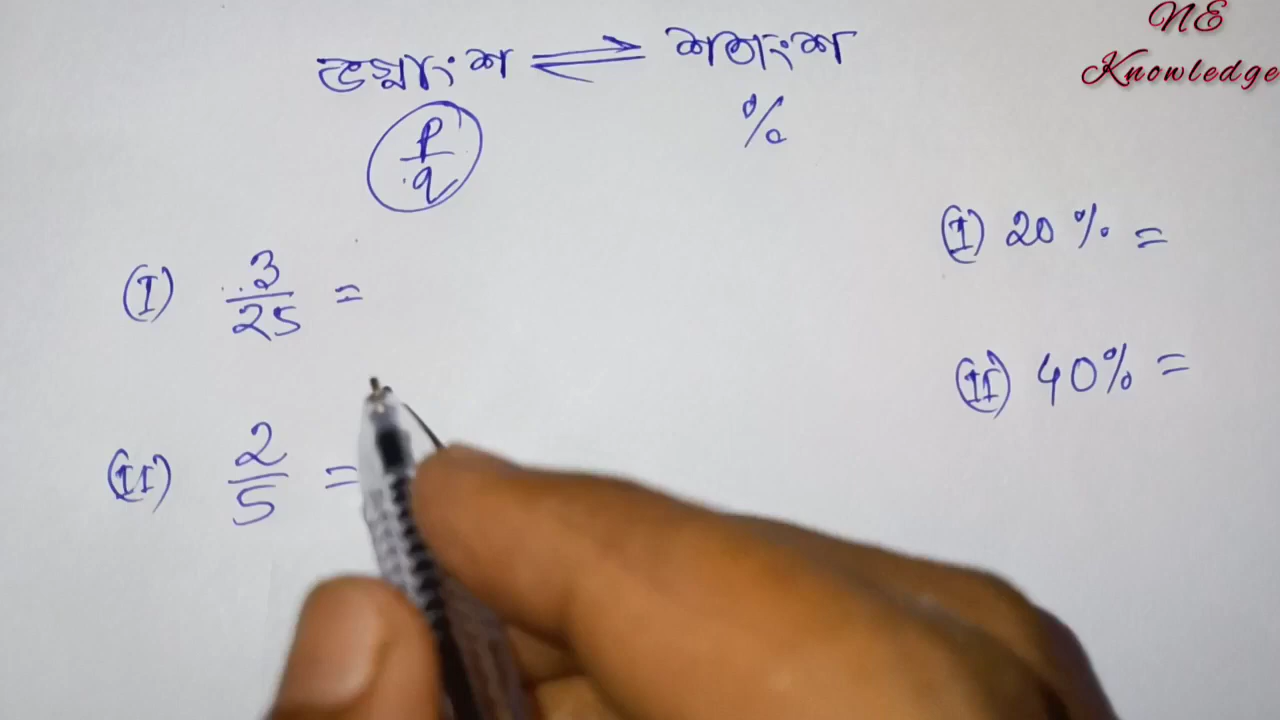 NE
Knowledge
ভগ্নাংশ ⇌ শতাংশ
p/q
%
(I) 3/25 =
(II) 2/5 =
(I) 20% =
(II) 40% =